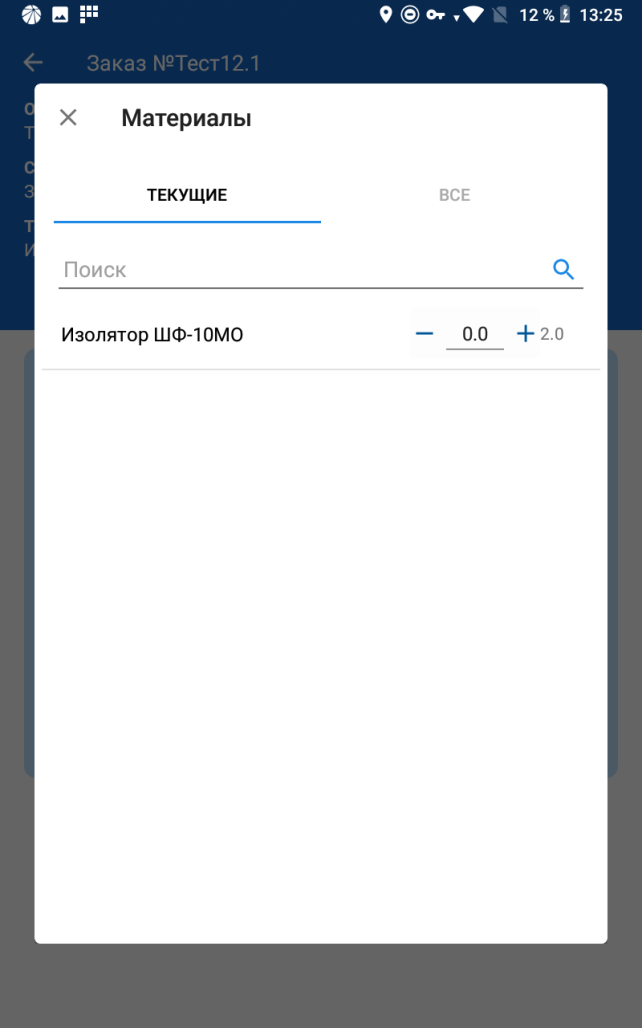 12 % 13:25
Заказ №Тест12.1
Материалы
ТЕКУЩИЕ ВСЕ
Поиск
Изолятор ШФ-10МО − 0.0 + 2.0